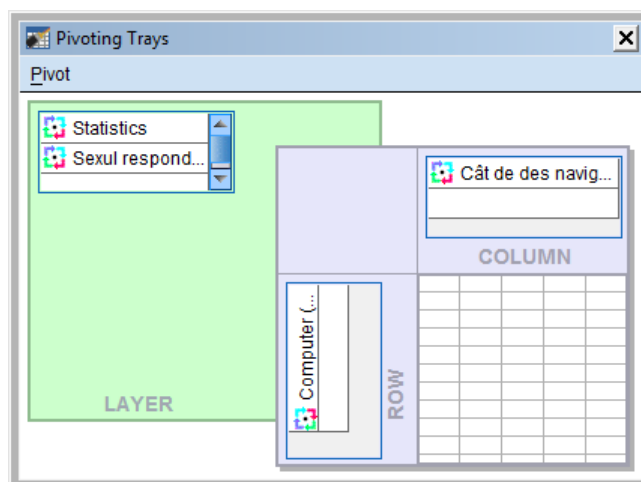 Pivoting Trays
Pivot
Statistics
Sexul respond...
Cât de des navig...
COLUMN
Computer (...
ROW
LAYER